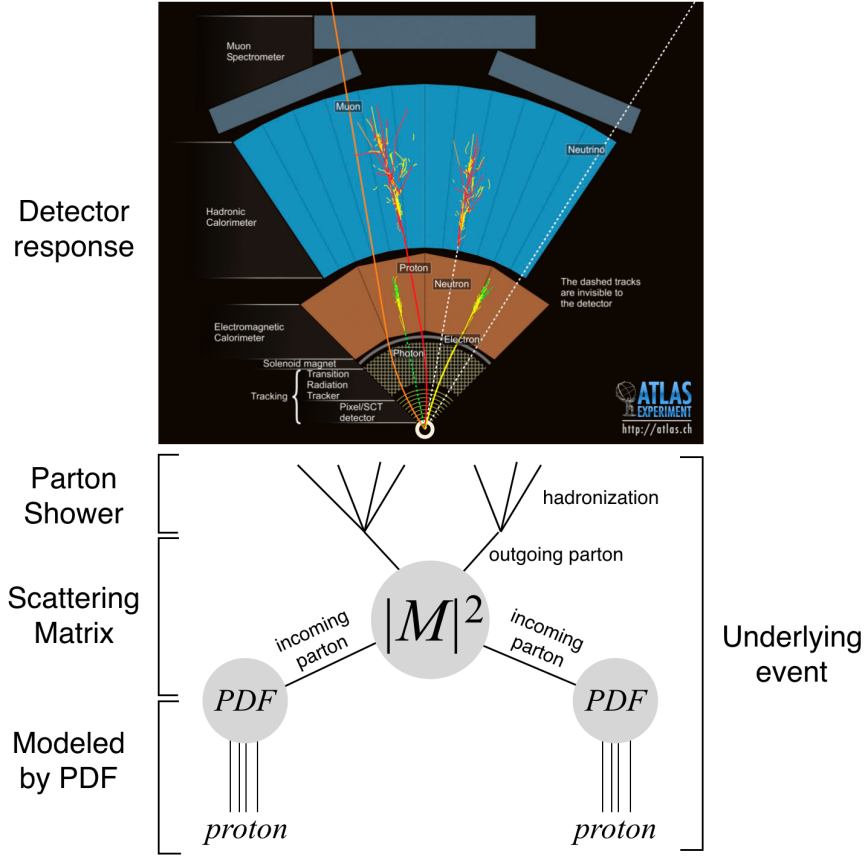 Muon
Spectrometer
Muon
Neutrino
Detector
response
Hadronic
Calorimeter
Proton
Neutron
The dashed tracks
are invisible to
the detector
Electromagnetic
Calorimeter
Electron
Photon
Solenoid magnet
Tracking
Transition
Radiation
Tracker
Pixel/SCT
detector
ATLAS
EXPERIMENT
http://atlas.ch
Parton
Shower
hadronization
outgoing parton
Scattering
Matrix
|M|²
incoming
parton
incoming
parton
Underlying
event
PDF
PDF
Modeled
by PDF
proton
proton